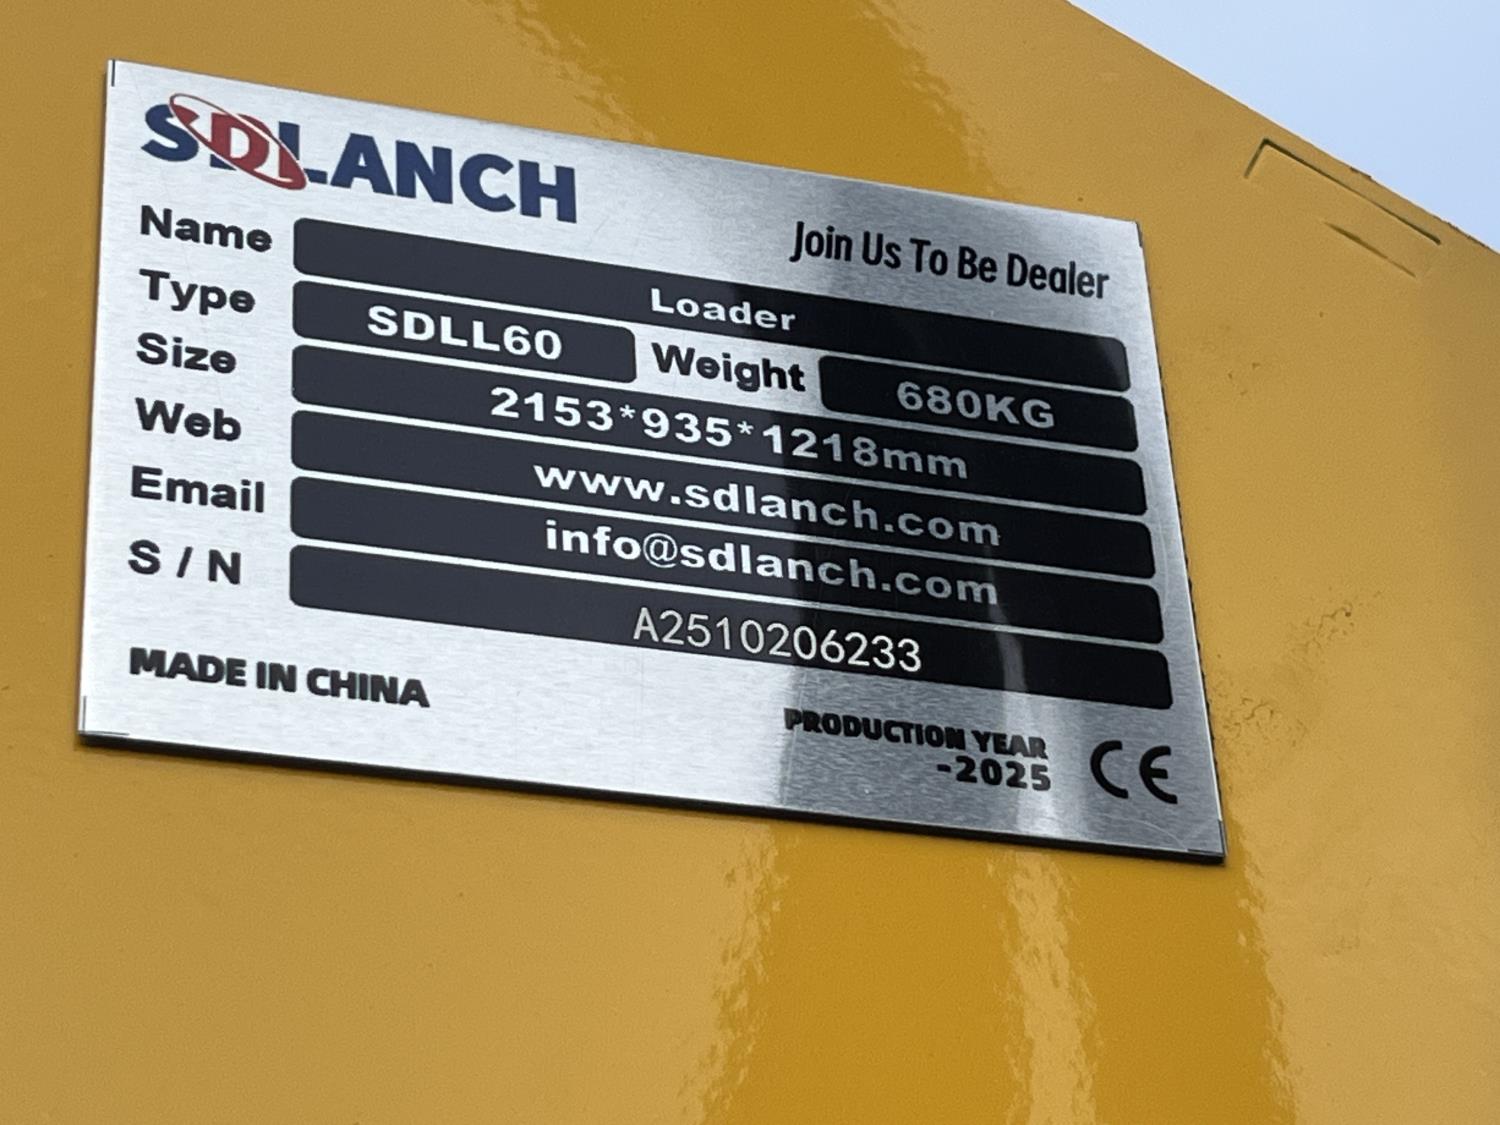 SDLANCH
Join Us To Be Dealer
Name Loader
Type SDLL60 Weight 680KG
Size 2153*935*1218mm
Web www.sdlanch.com
Email info@sdlanch.com
S / N A2510206233
MADE IN CHINA
PRODUCTION YEAR
-2025
CE